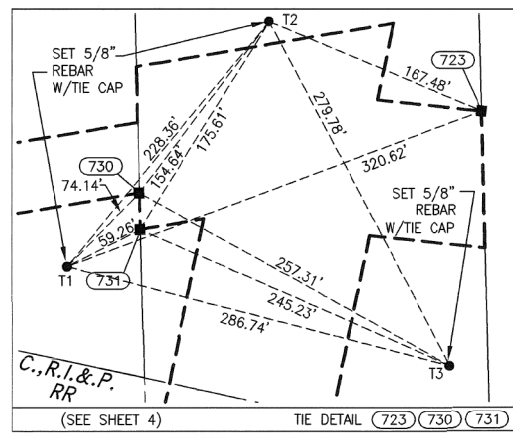 T2
SET 5/8"
REBAR
W/TIE CAP
723
167.48'
279.78'
228.36'
154.64'
175.61'
320.62'
730
74.14'
SET 5/8"
REBAR
W/TIE CAP
59.26'
731
T1
257.31'
245.23'
286.74'
T3
C.,R.I.&.P.
RR
(SEE SHEET 4) TIE DETAIL 723 730 731